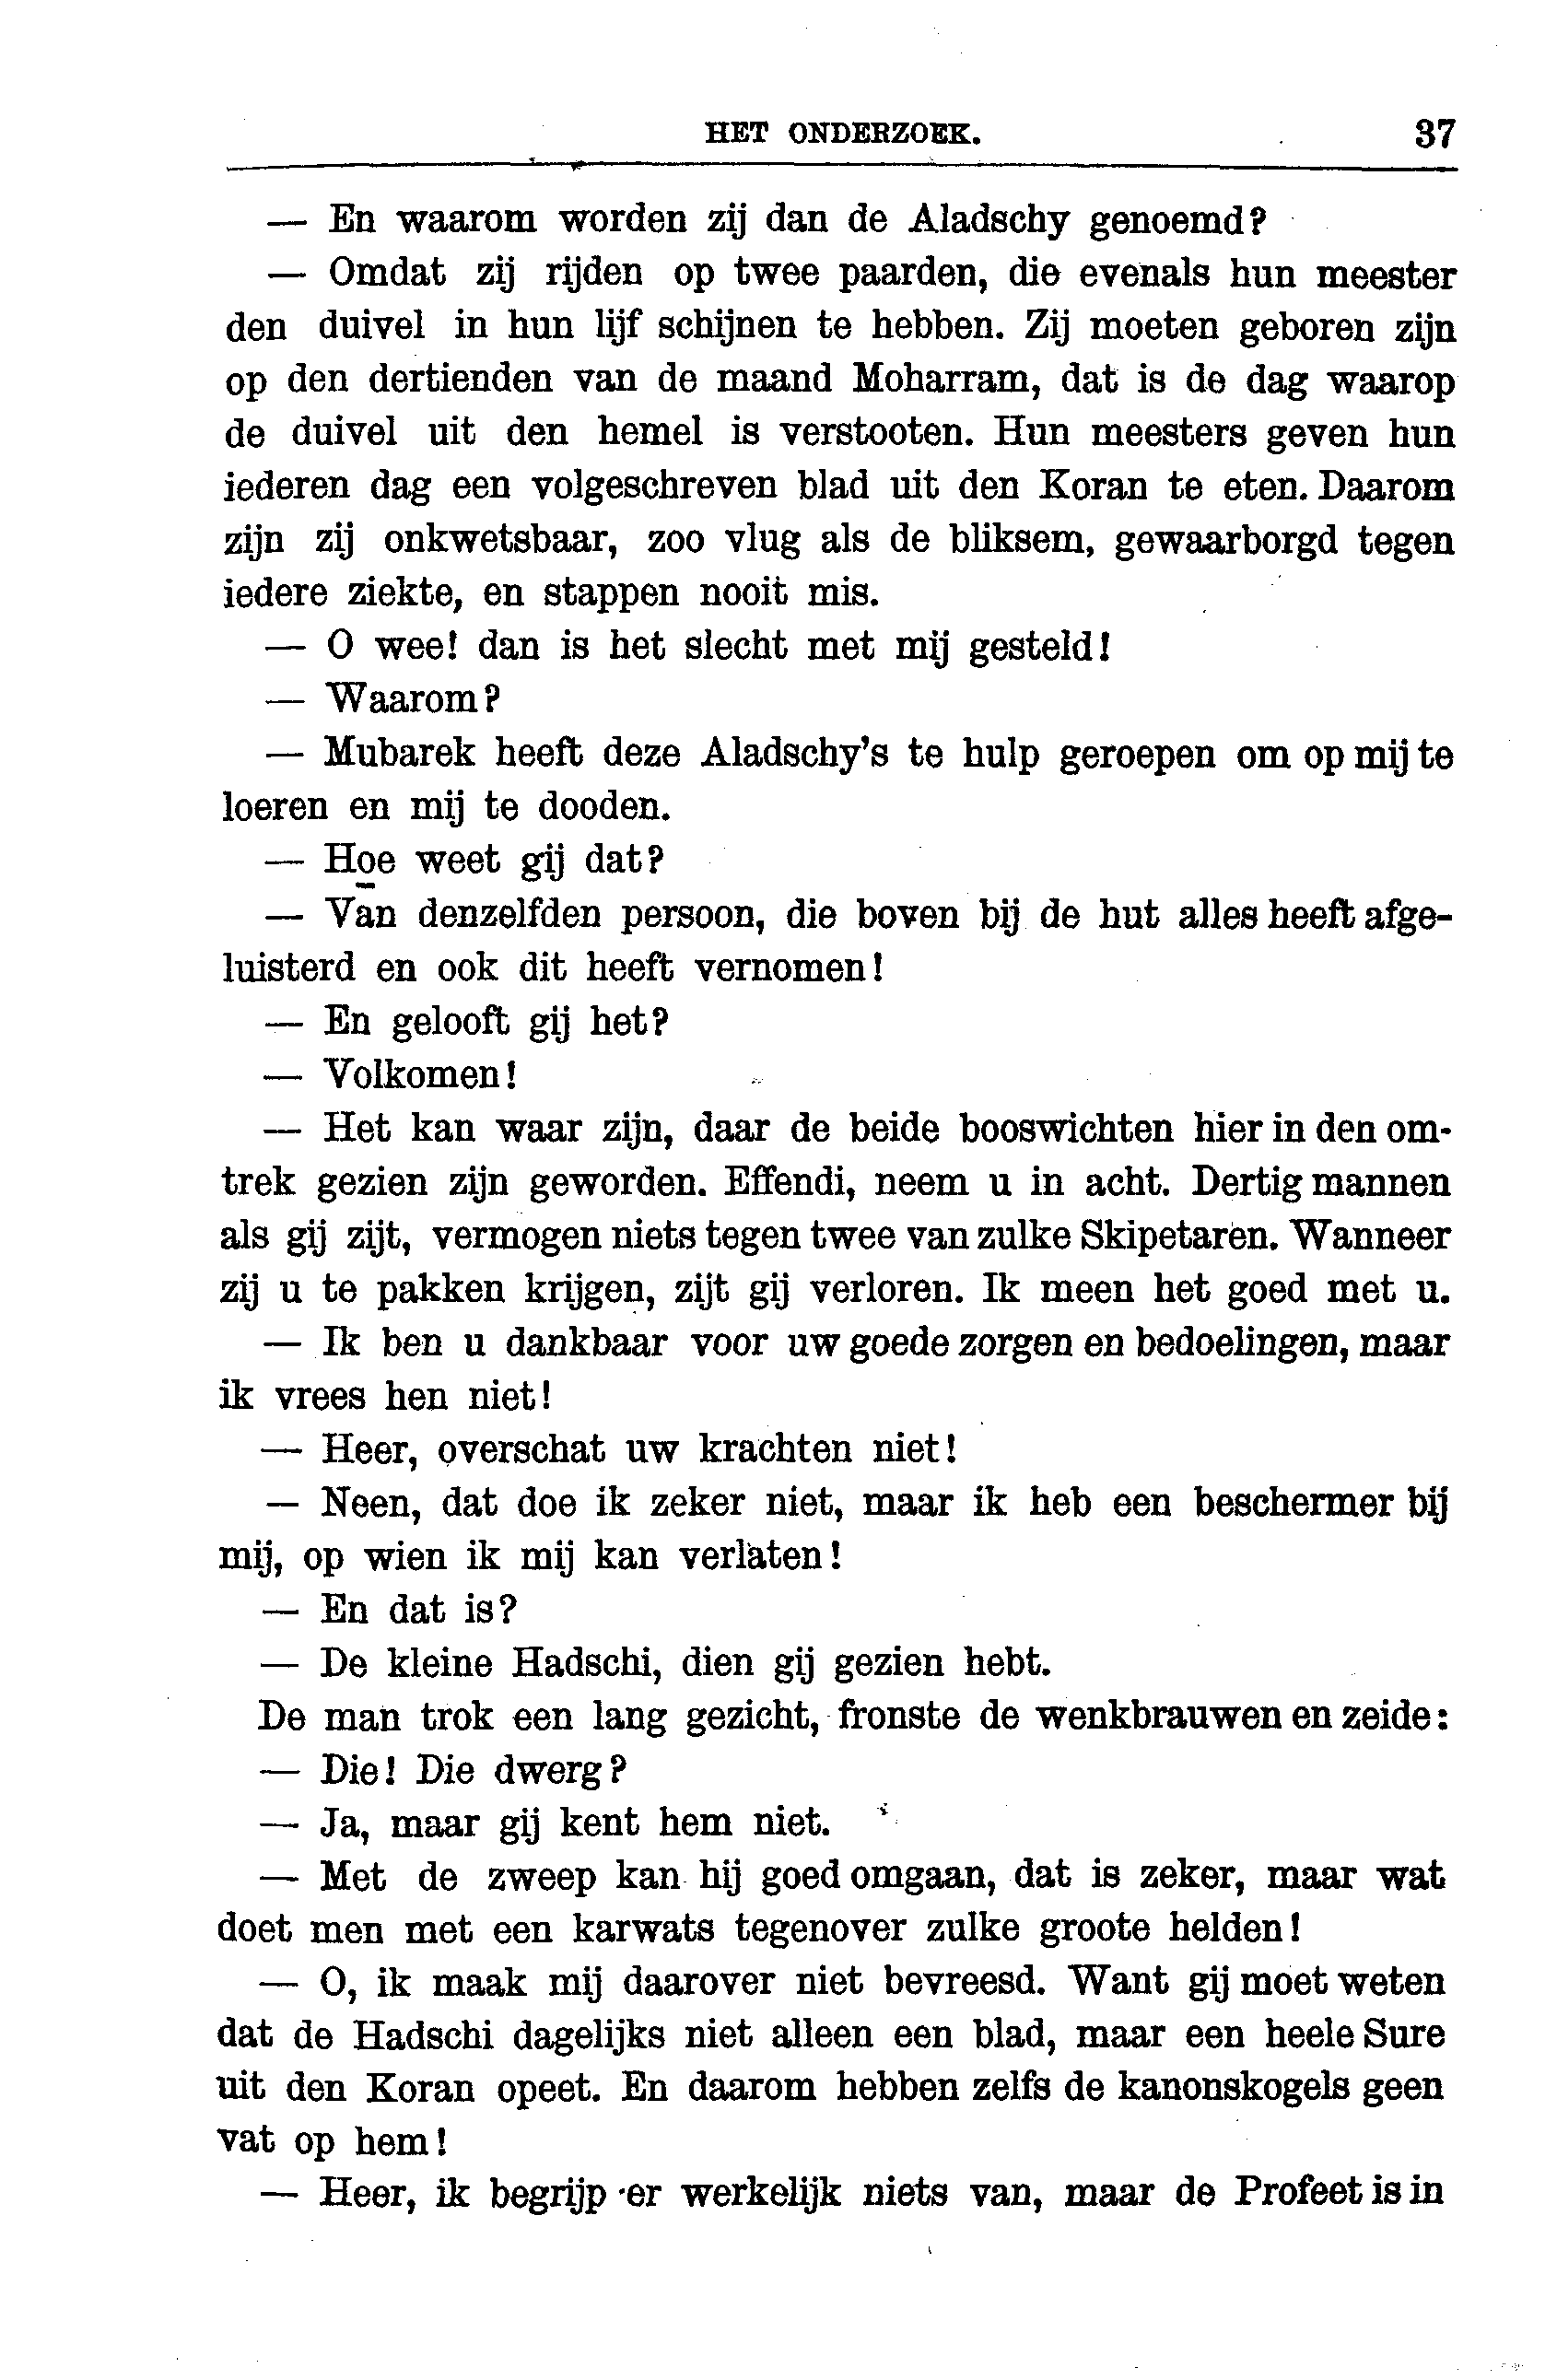 HET ONDERZOEK. 37
— En waarom worden zij dan de Aladschy genoemd?
— Omdat zij rijden op twee paarden, die evenals hun meester
den duivel in hun lijf schijnen te hebben. Zij moeten geboren zijn
op den dertienden van de maand Moharram, dat is de dag waarop
de duivel uit den hemel is verstooten. Hun meesters geven hun
iederen dag een volgeschreven blad uit den Koran te eten. Daarom
zijn zij onkwetsbaar, zoo vlug als de bliksem, gewaarborgd tegen
iedere ziekte, en stappen nooit mis.
— O wee! dan is het slecht met mij gesteld!
— Waarom?
— Mubarek heeft deze Aladschy's te hulp geroepen om op mij te
loeren en mij te dooden.
— Hoe weet gij dat?
— Van denzelfden persoon, die boven bij de hut alles heeft afge-
luisterd en ook dit heeft vernomen!
— En gelooft gij het?
— Volkomen!
— Het kan waar zijn, daar de beide booswichten hier in den om-
trek gezien zijn geworden. Effendi, neem u in acht. Dertig mannen
als gij zijt, vermogen niets tegen twee van zulke Skipetaren. Wanneer
zij u te pakken krijgen, zijt gij verloren. Ik meen het goed met u.
— Ik ben u dankbaar voor uw goede zorgen en bedoelingen, maar
ik vrees hen niet!
— Heer, overschat uw krachten niet!
— Neen, dat doe ik zeker niet, maar ik heb een beschermer bij
mij, op wien ik mij kan verlaten!
— En dat is?
— De kleine Hadschi, dien gij gezien hebt.
De man trok een lang gezicht, fronste de wenkbrauwen en zeide:
— Die! Die dwerg?
— Ja, maar gij kent hem niet.
— Met de zweep kan hij goed omgaan, dat is zeker, maar wat
doet men met een karwats tegenover zulke groote helden!
— O, ik maak mij daarover niet bevreesd. Want gij moet weten
dat de Hadschi dagelijks niet alleen een blad, maar een heele Sure
uit den Koran opeet. En daarom hebben zelfs de kanonskogels geen
vat op hem!
— Heer, ik begrijp er werkelijk niets van, maar de Profeet is in